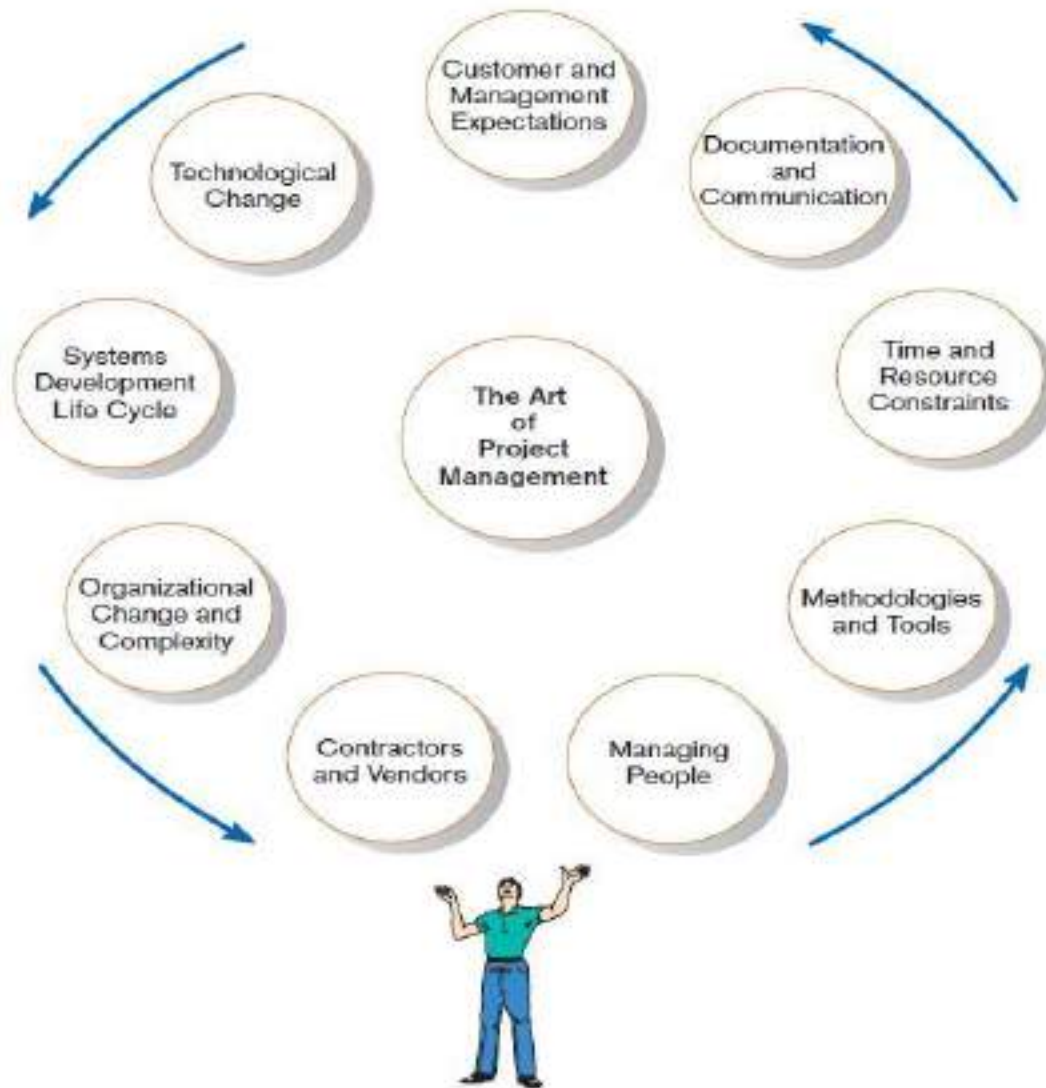 Customer and
Management
Expectations
Documentation
and
Communication
Technological
Change
Time and
Resource
Constraints
Systems
Development
Life Cycle
The Art
of
Project
Management
Methodologies
and Tools
Organizational
Change and
Complexity
Contractors
and Vendors
Managing
People